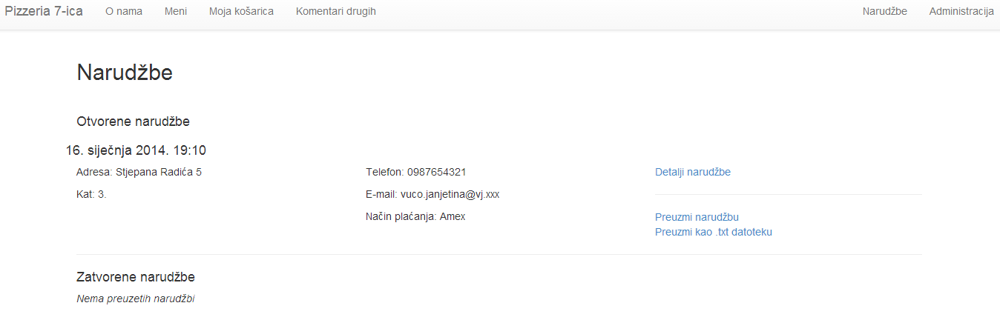 Pizzeria 7-ica O nama Meni Moja košarica Komentari drugih Narudžbe Administracija
Narudžbe
Otvorene narudžbe
16. siječnja 2014. 19:10
Adresa: Stjepana Radića 5
Kat: 3.
Telefon: 0987654321
E-mail: vuco.janjetina@vj.xxx
Način plaćanja: Amex
Detalji narudžbe
Preuzmi narudžbu
Preuzmi kao .txt datoteku
Zatvorene narudžbe
Nema preuzetih narudžbi